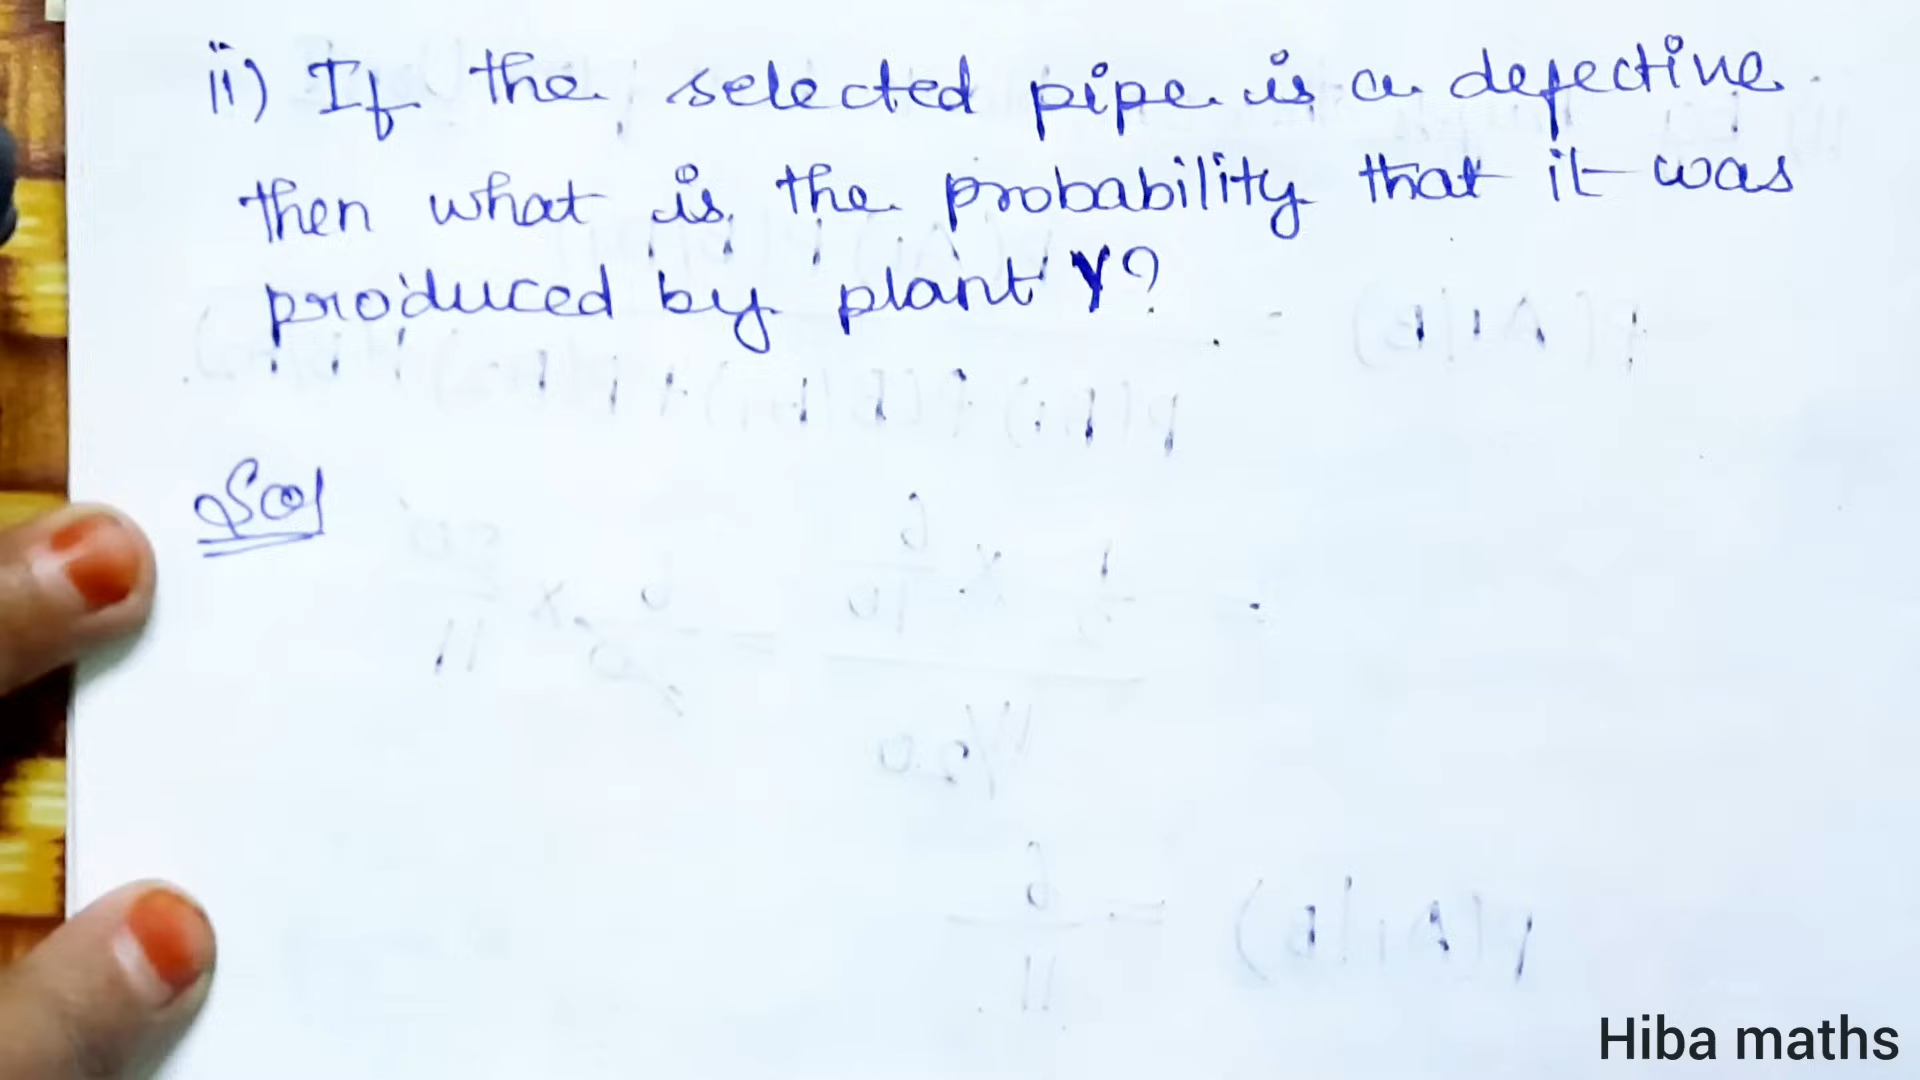 ii) If the selected pipe is a defective
then what is the probability that it was
produced by plant Y?
Sol
Hiba maths